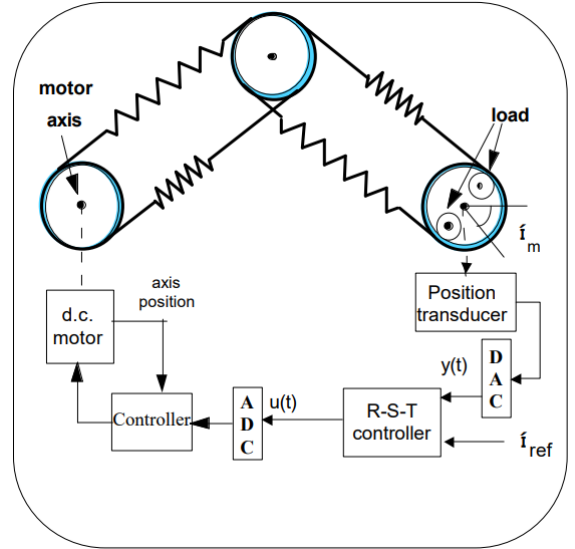 motor
axis
load
í m
axis
position
d.c.
motor
Position
transducer
Controller
A
D
C
u(t)
R-S-T
controller
y(t)
D
A
C
í ref